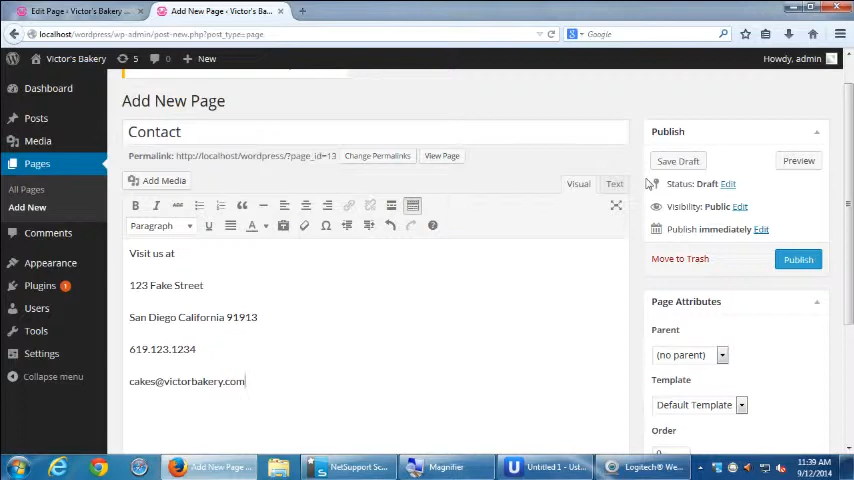 Edit Page ‹ Victor's Bakery ...
Add New Page ‹ Victor's Ba...
localhost/wordpress/wp-admin/post-new.php?post_type=page
Google
Victor's Bakery
5
0
New
Howdy, admin
Dashboard
Posts
Media
Pages
All Pages
Add New
Comments
Appearance
Plugins 1
Users
Tools
Settings
Collapse menu
Add New Page
Contact
Permalink: http://localhost/wordpress/?page_id=13 Change Permalinks View Page
Add Media
Visual Text
B I ABC
Paragraph U A Ω
Visit us at
123 Fake Street
San Diego California 91913
619.123.1234
cakes@victorbakery.com
Publish
Save Draft Preview
Status: Draft Edit
Visibility: Public Edit
Publish immediately Edit
Move to Trash Publish
Page Attributes
Parent
(no parent)
Template
Default Template
Order
0
Add New Page ...
NetSupport Sc...
Magnifier
Untitled 1 - Ust...
Logitech® We...
11:39 AM
9/12/2014